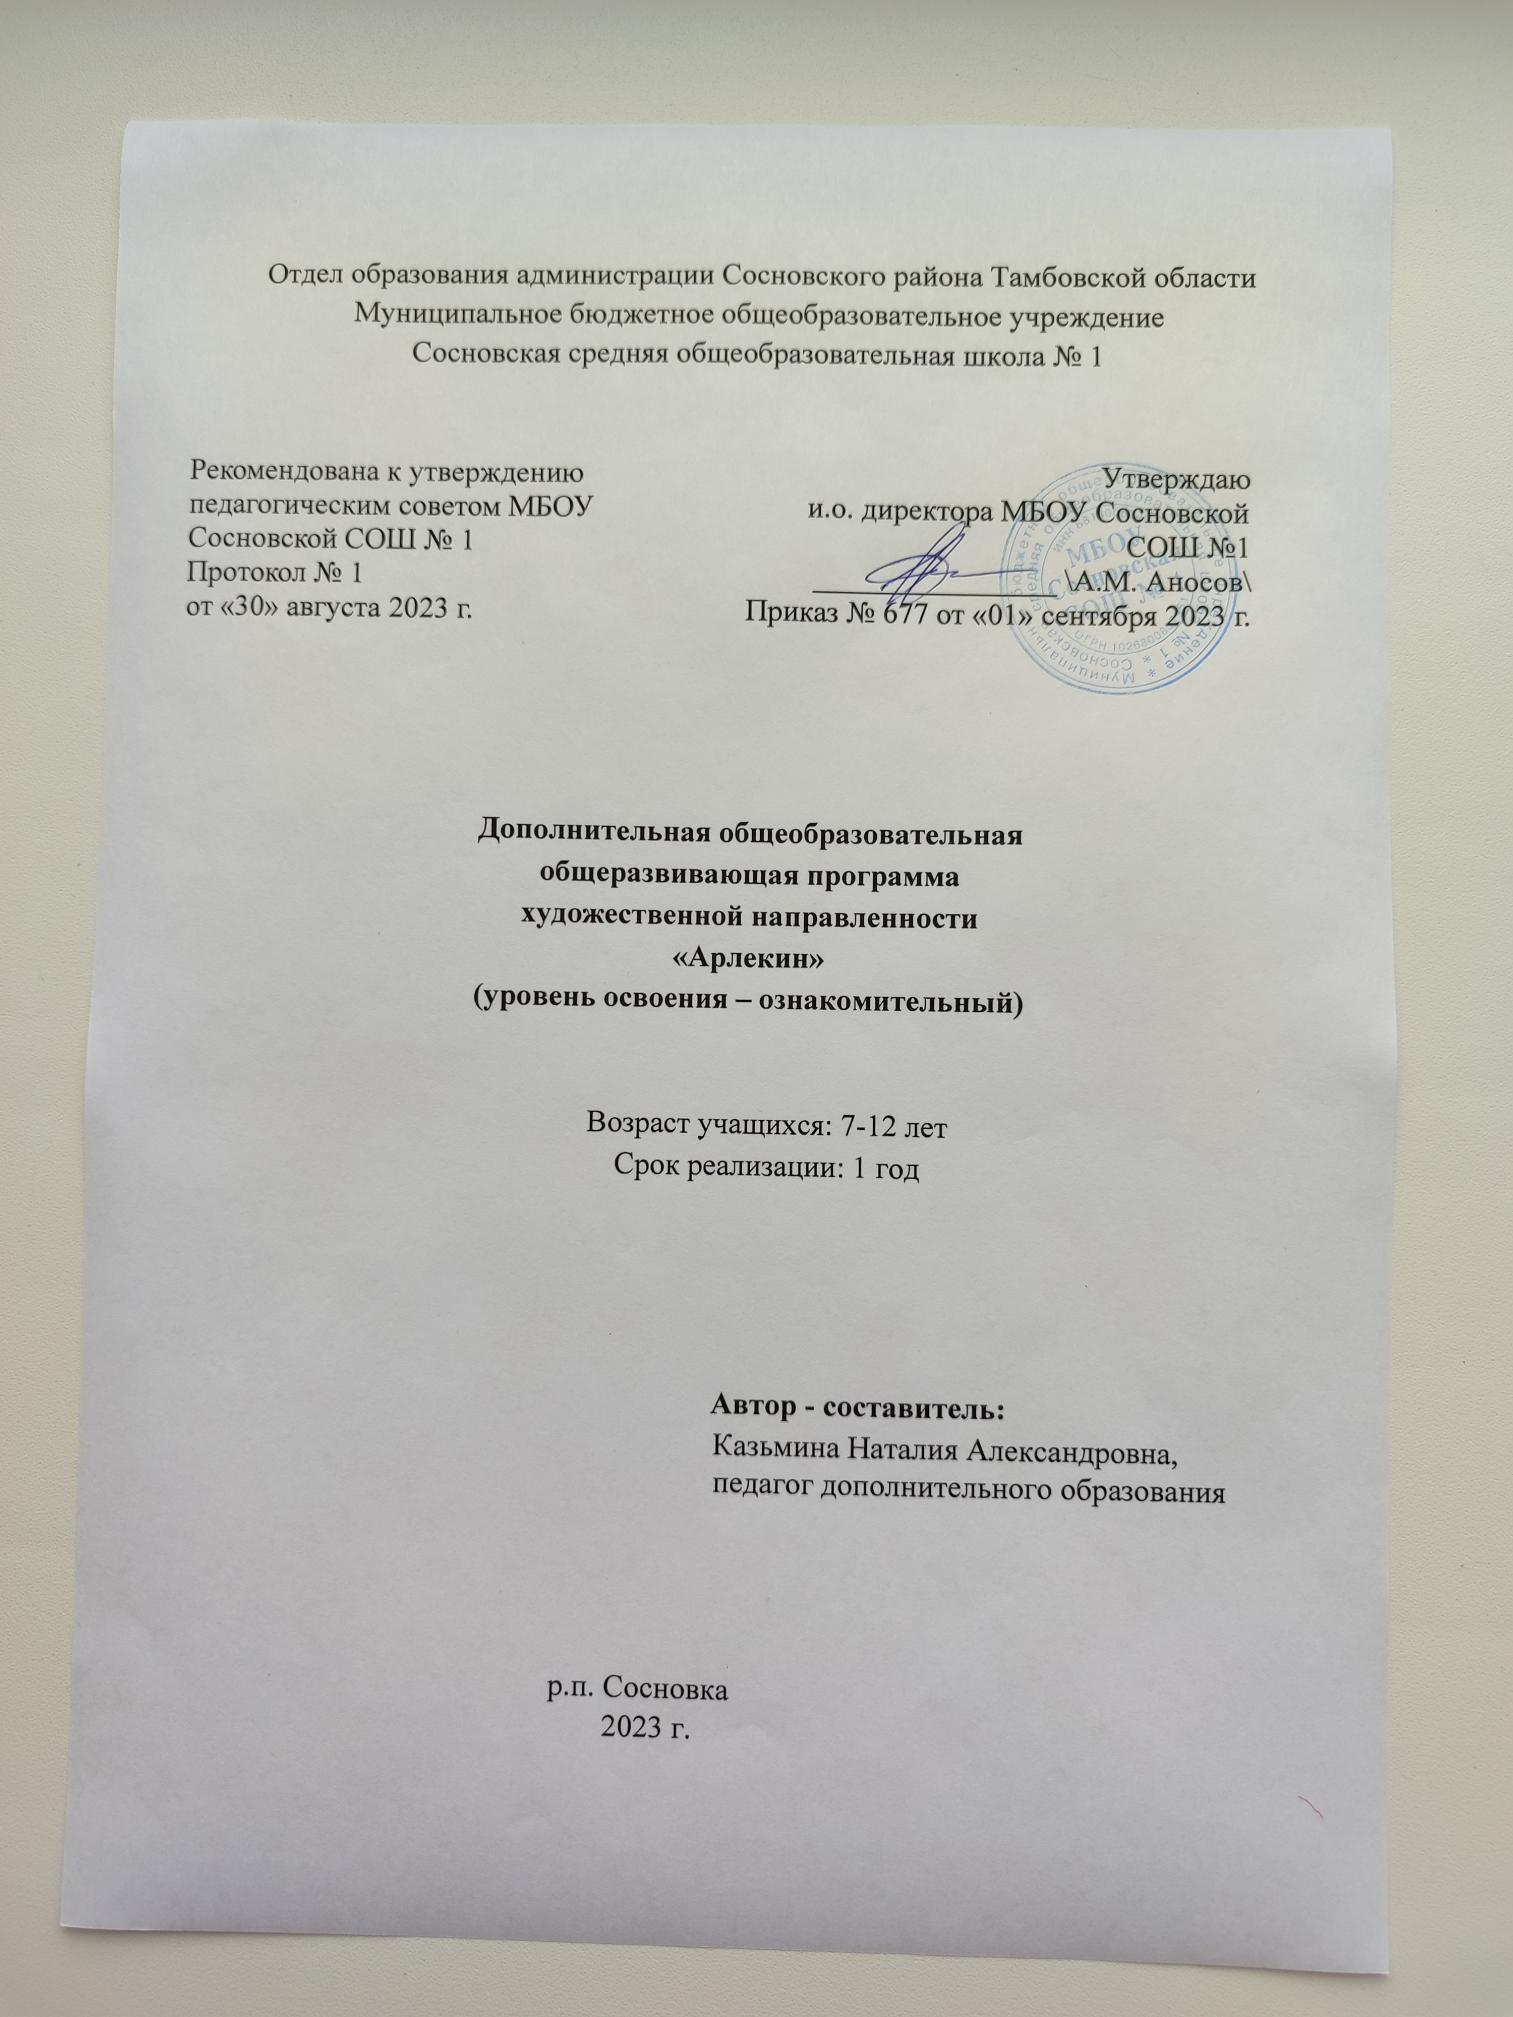 Отдел образования администрации Сосновского района Тамбовской области
Муниципальное бюджетное общеобразовательное учреждение
Сосновская средняя общеобразовательная школа № 1
Рекомендована к утверждению
педагогическим советом МБОУ
Сосновской СОШ № 1
Протокол № 1
от «30» августа 2023 г.
Утверждаю
и.о. директора МБОУ Сосновской
СОШ №1
\А.М. Аносов\
Приказ № 677 от «01» сентября 2023 г.
МБОУ
Сосновская
СОШ №
Дополнительная общеобразовательная
общеразвивающая программа
художественной направленности
«Арлекин»
(уровень освоения – ознакомительный)
Возраст учащихся: 7-12 лет
Срок реализации: 1 год
Автор - составитель:
Казьмина Наталия Александровна,
педагог дополнительного образования
р.п. Сосновка
2023 г.